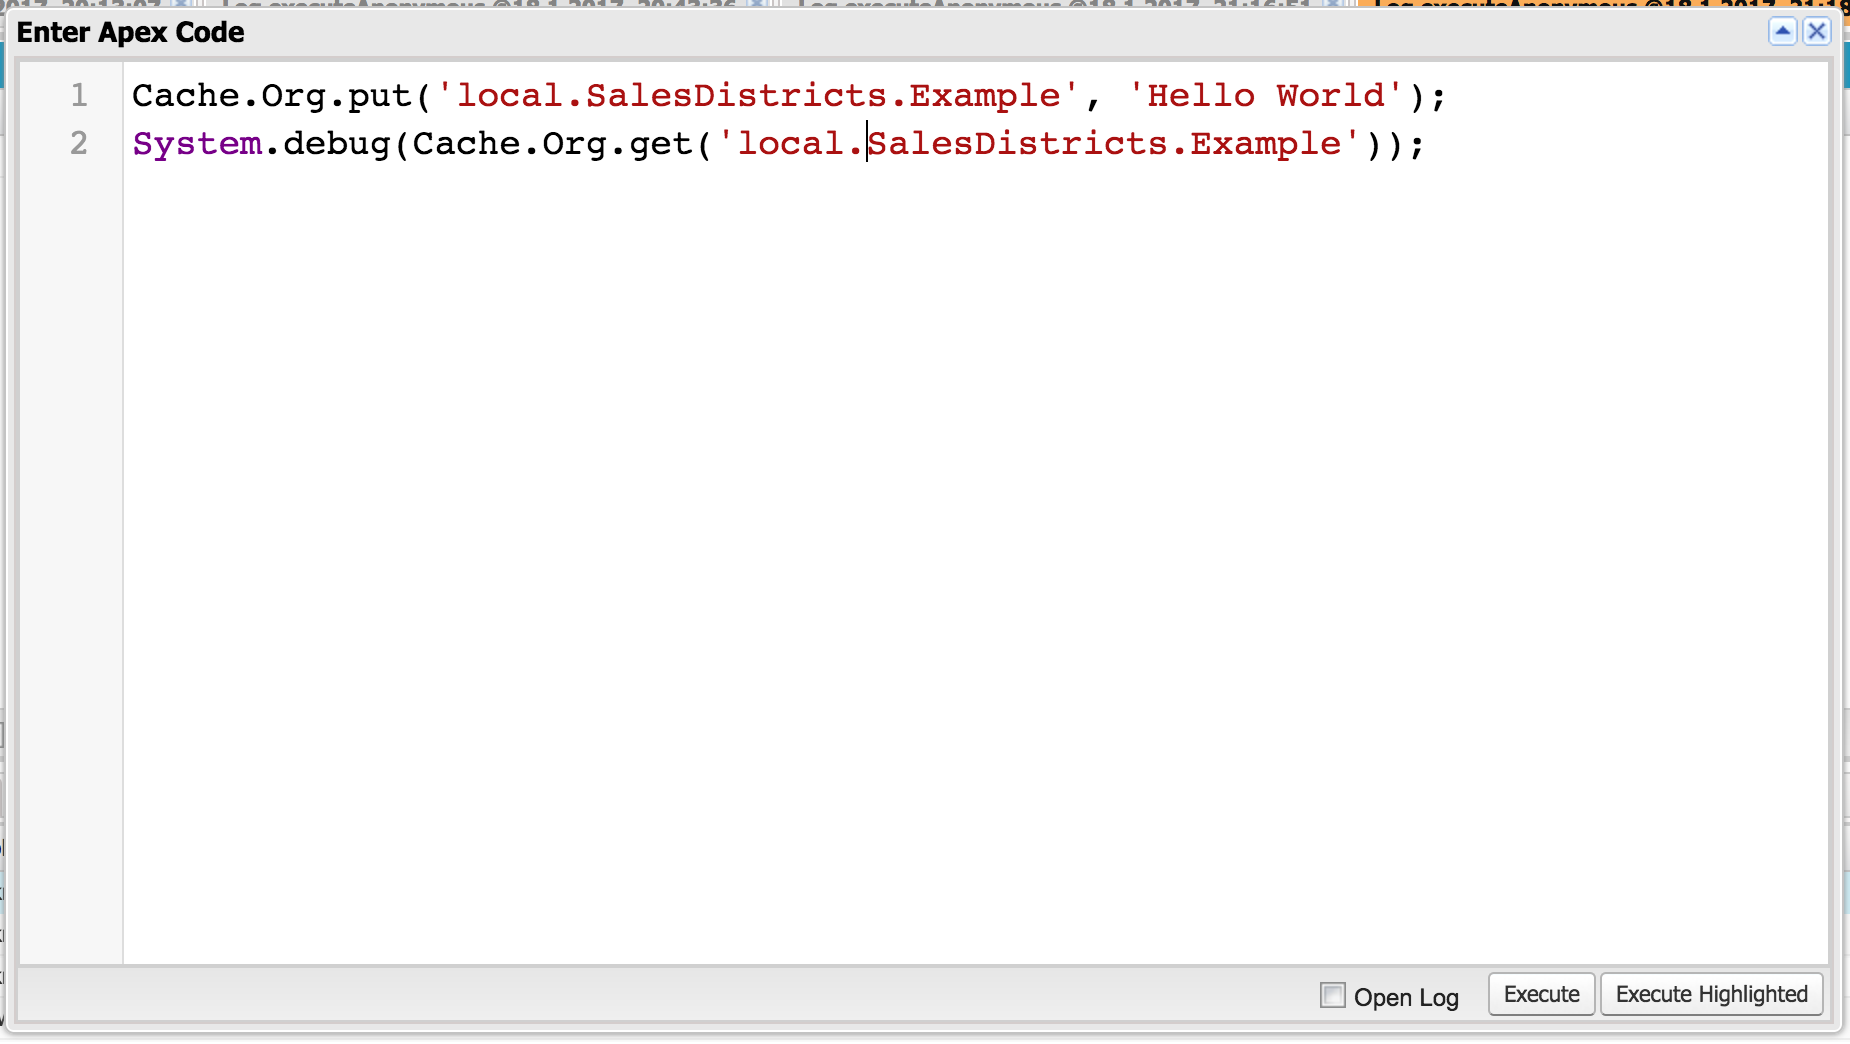 Enter Apex Code
1 Cache.Org.put('local.SalesDistricts.Example', 'Hello World');
2 System.debug(Cache.Org.get('local.SalesDistricts.Example'));
Open Log
Execute
Execute Highlighted